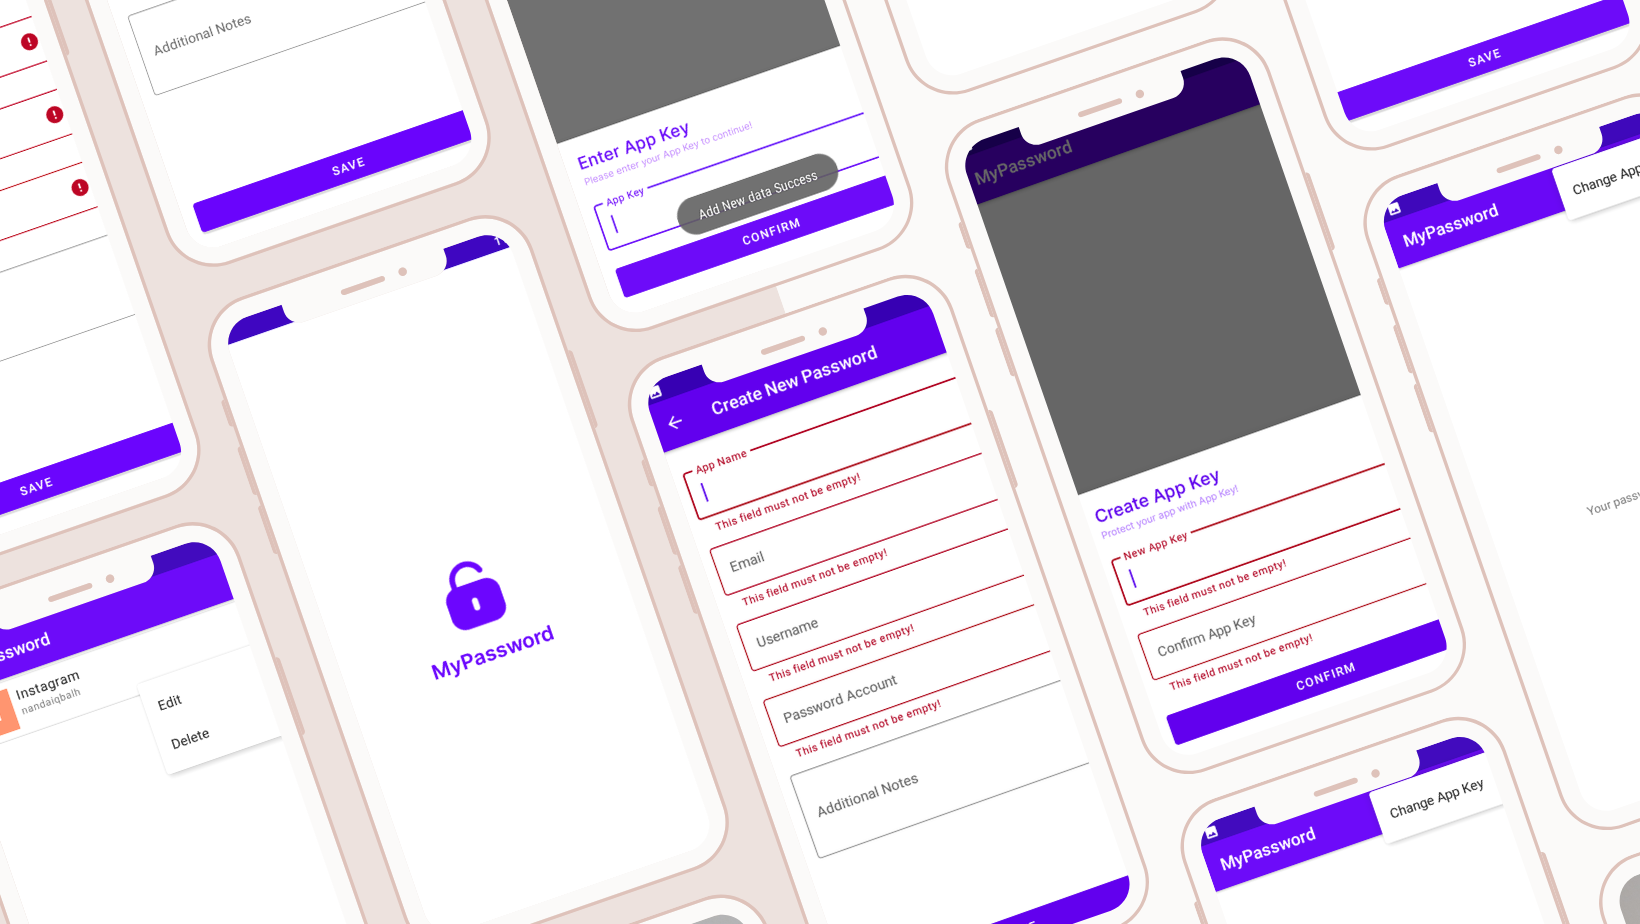 Additional Notes
SAVE
SAVE
Instagram
nandaiqbalh
Edit
Delete
MyPassword
Enter App Key
Please enter your App Key to continue!
App Key
Add New data Success
CONFIRM
Create New Password
App Name
This field must not be empty!
Email
This field must not be empty!
Username
This field must not be empty!
Password Account
This field must not be empty!
Additional Notes
MyPassword
Create App Key
Protect your app with App Key!
New App Key
This field must not be empty!
Confirm App Key
This field must not be empty!
CONFIRM
SAVE
MyPassword
Change App
Your
MyPassword
Change App Key